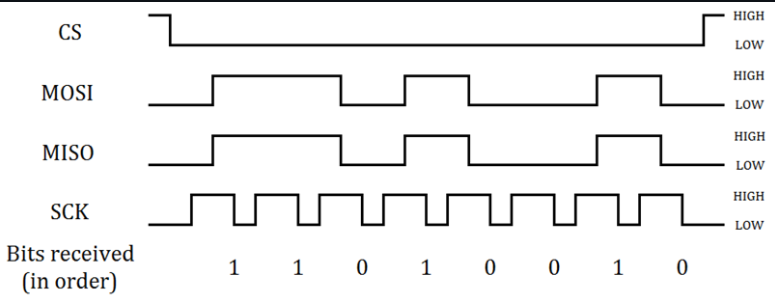 CS HIGH
LOW
MOSI HIGH
LOW
MISO HIGH
LOW
SCK HIGH
LOW
Bits received
(in order) 1 1 0 1 0 0 1 0